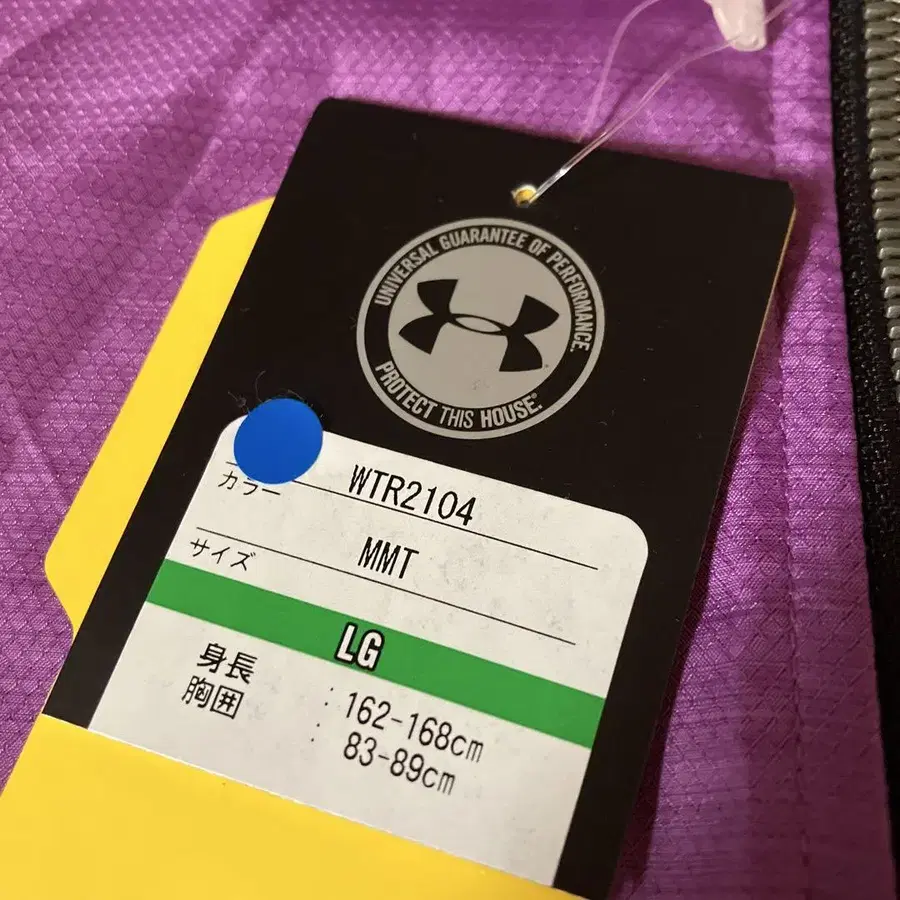 UNIVERSAL GUARANTEE OF PERFORMANCE.
PROTECT THIS HOUSE.®
WTR2104
カラー
MMT
サイズ
LG
身長 : 162-168cm
胸囲 : 83-89cm